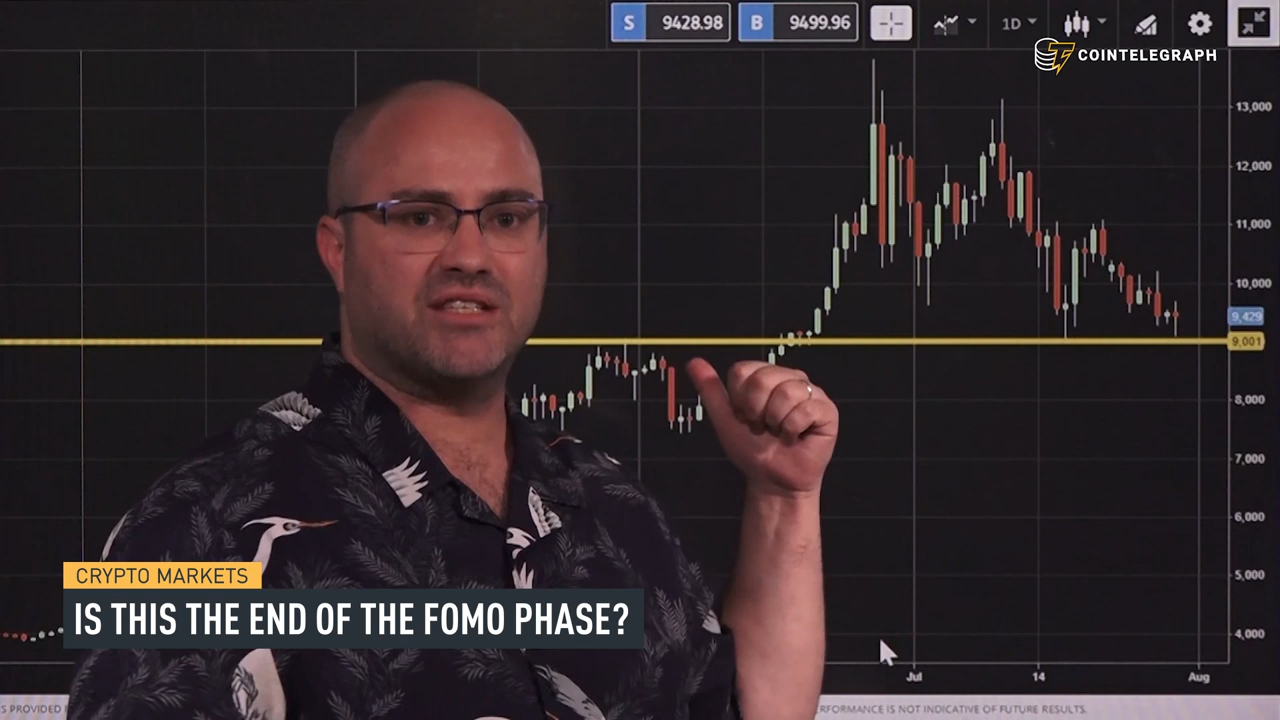 S 9428.98 B 9499.96 1D
COINTELEGRAPH
13,000
12,000
11,000
10,000
9,429
9,001
8,000
7,000
6,000
5,000
4,000
CRYPTO MARKETS
IS THIS THE END OF THE FOMO PHASE?
Jul 14 Aug
S PROVIDED PERFORMANCE IS NOT INDICATIVE OF FUTURE RESULTS.